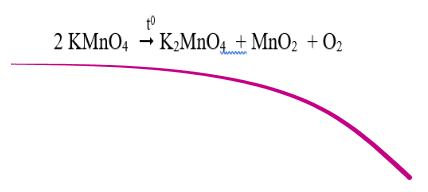 t⁰
2 KMnO₄ → K₂MnO₄ + MnO₂ + O₂